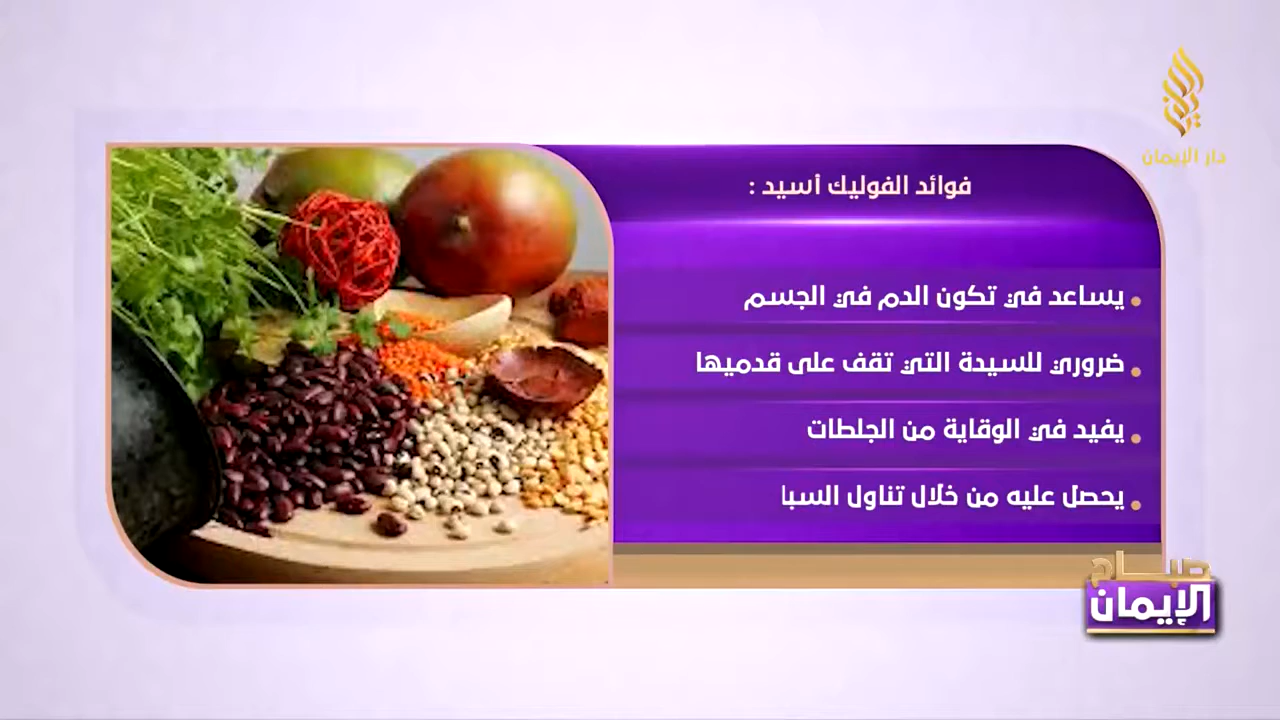 دار الإيمان
فوائد الفوليك أسيد :
يساعد في تكون الدم في الجسم
ضروري للسيدة التي تقف على قدميها
يفيد في الوقاية من الجلطات
يحصل عليه من خلال تناول السبا
صباح
الإيمان